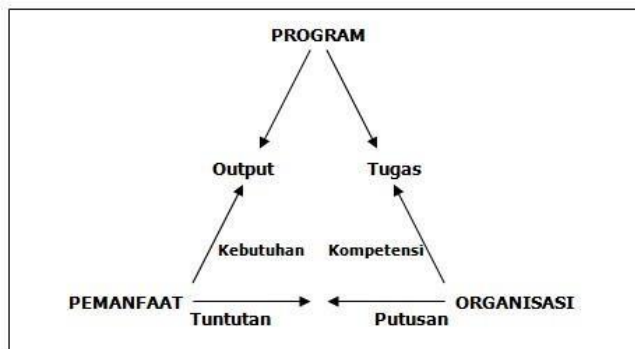 PROGRAM
Output Tugas
Kebutuhan Kompetensi
PEMANFAAT ORGANISASI
Tuntutan Putusan